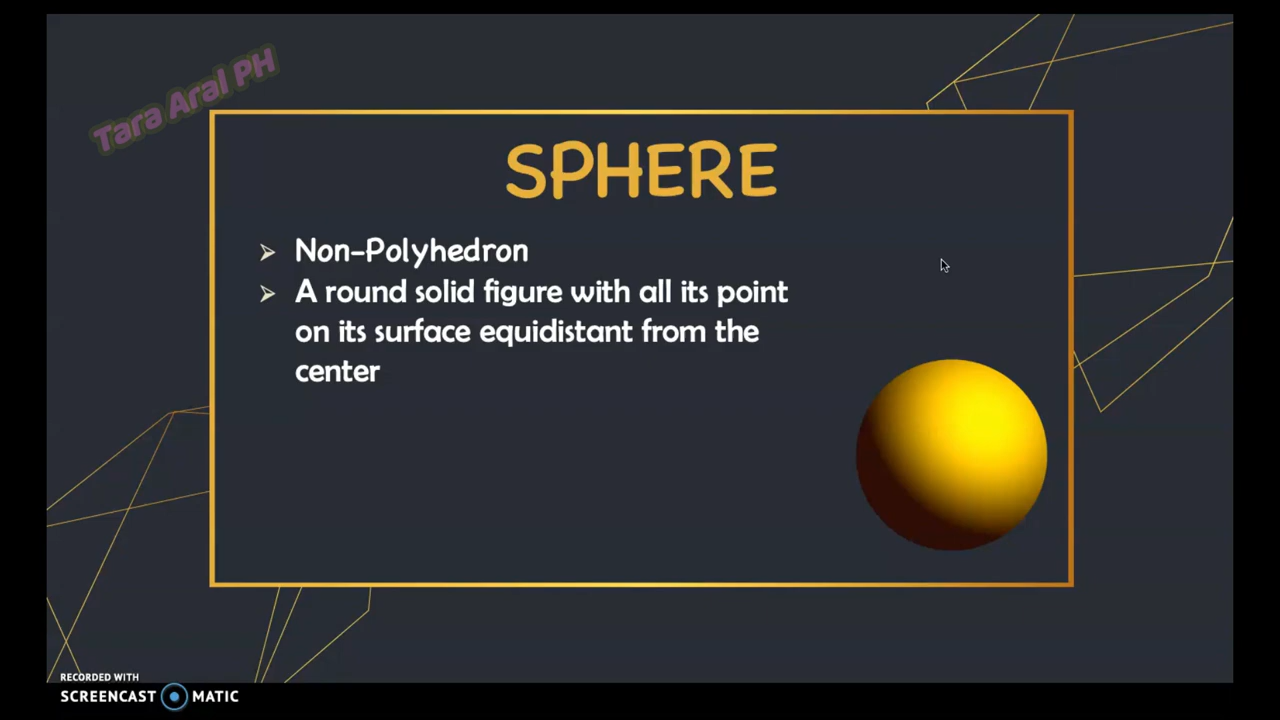 Tara Aral PH
SPHERE
➢ Non-Polyhedron
➢ A round solid figure with all its point
on its surface equidistant from the
center
RECORDED WITH
SCREENCAST MATIC